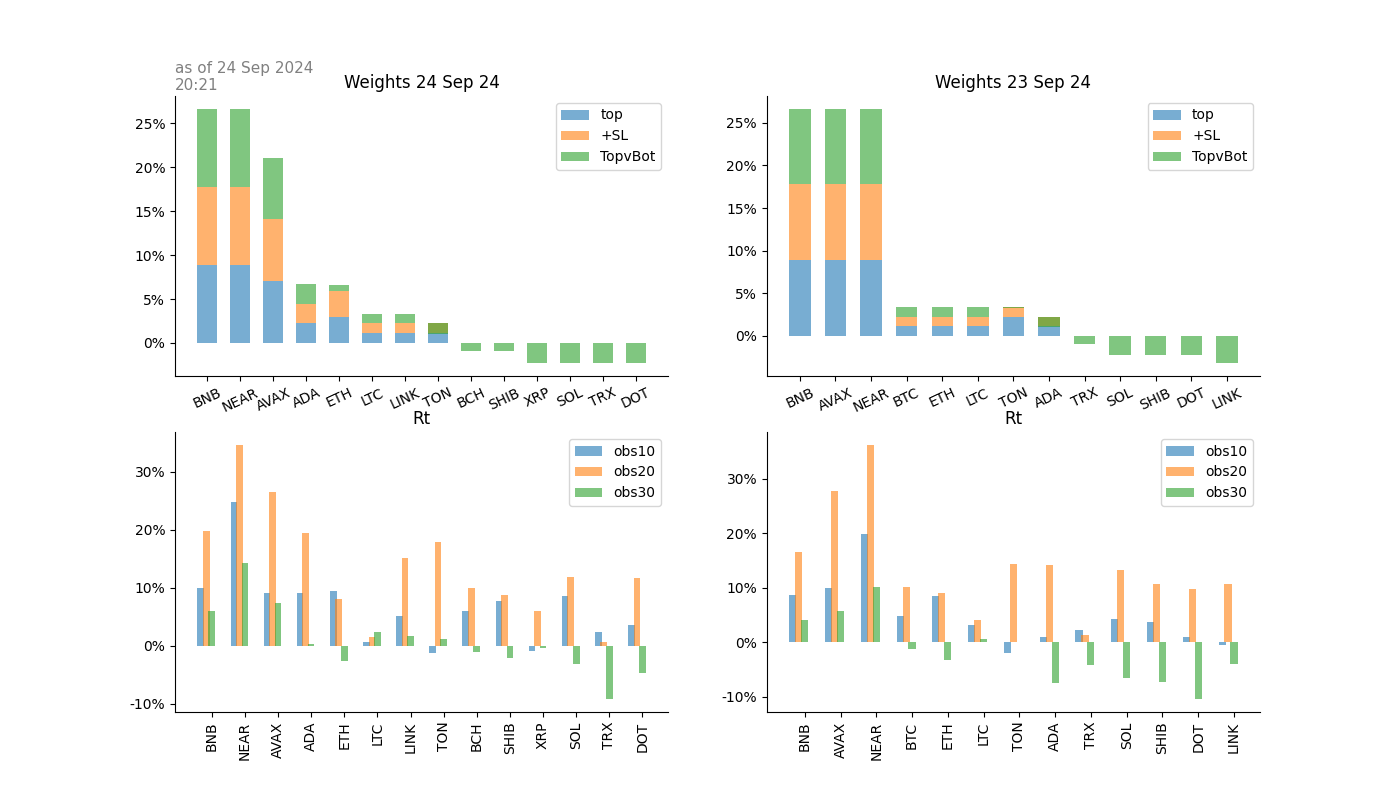 as of 24 Sep 2024
20:21
Weights 24 Sep 24
25%
20%
15%
10%
5%
0%
top
+SL
TopvBot
BNB NEAR AVAX ADA ETH LTC LINK TON BCH SHIB XRP SOL TRX DOT
Weights 23 Sep 24
25%
20%
15%
10%
5%
0%
top
+SL
TopvBot
BNB AVAX NEAR BTC ETH LTC TON ADA TRX SOL SHIB DOT LINK
Rt
30%
20%
10%
0%
-10%
obs10
obs20
obs30
BNB NEAR AVAX ADA ETH LTC LINK TON BCH SHIB XRP SOL TRX DOT
Rt
30%
20%
10%
0%
-10%
obs10
obs20
obs30
BNB AVAX NEAR BTC ETH LTC TON ADA TRX SOL SHIB DOT LINK